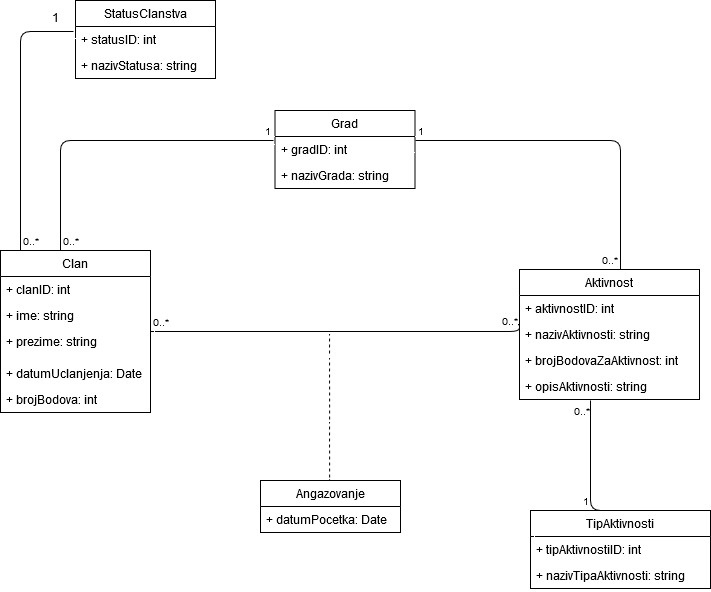 StatusClanstva
1
+ statusID: int
+ nazivStatusa: string
Grad
1
1
+ gradID: int
+ nazivGrada: string
0..*
0..*
0..*
Clan
+ clanID: int
+ ime: string
+ prezime: string
+ datumUclanjenja: Date
+ brojBodova: int
Aktivnost
+ aktivnostID: int
+ nazivAktivnosti: string
+ brojBodovaZaAktivnost: int
+ opisAktivnosti: string
0..*
0..*
0..*
1
Angazovanje
+ datumPocetka: Date
TipAktivnosti
+ tipAktivnostiID: int
+ nazivTipaAktivnosti: string